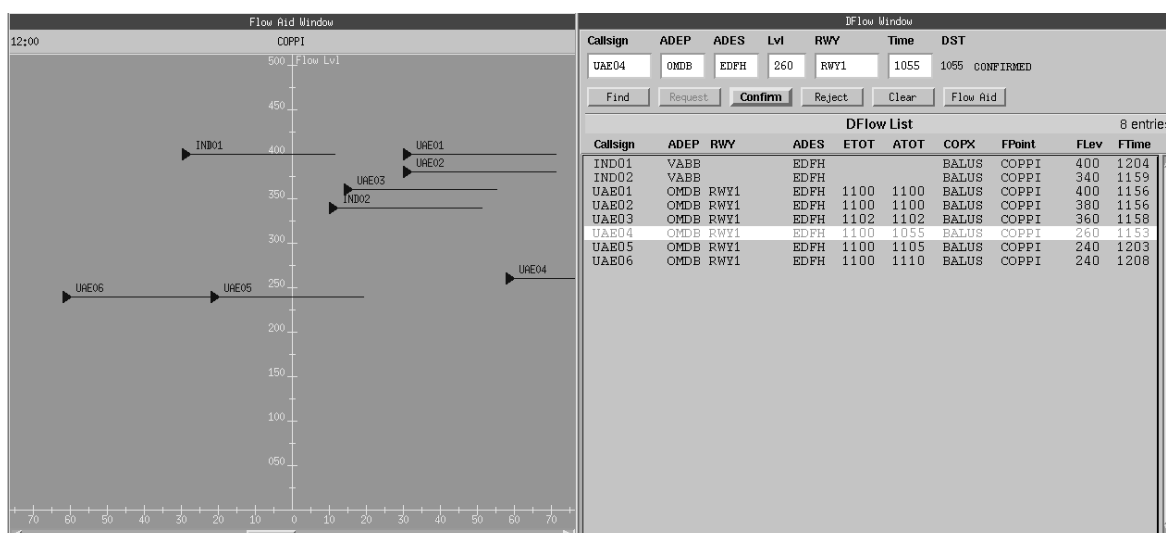 Flow Aid Window
12:00 COPPI
500 Flow Lvl
450
IND01 400 UAE01
UAE02
350 UAE03
IND02
300
UAE04
UAE06 UAE05 250
200
150
100
050
70 60 50 40 30 20 10 0 10 20 30 40 50 60 70
DFlow Window
Callsign ADEP ADES Lvl RWY Time DST
UAE04 OMDB EDFH 260 RWY1 1055 1055 CONFIRMED
Find Request Confirm Reject Clear Flow Aid
DFlow List 8 entries
Callsign ADEP RWY ADES ETOT ATOT COPX FPoint FLev FTime
IND01 VABB EDFH BALUS COPPI 400 1204
IND02 VABB EDFH BALUS COPPI 340 1159
UAE01 OMDB RWY1 EDFH 1100 1100 BALUS COPPI 400 1156
UAE02 OMDB RWY1 EDFH 1100 1100 BALUS COPPI 380 1156
UAE03 OMDB RWY1 EDFH 1102 1102 BALUS COPPI 360 1158
UAE04 OMDB RWY1 EDFH 1100 1055 BALUS COPPI 260 1153
UAE05 OMDB RWY1 EDFH 1100 1105 BALUS COPPI 240 1203
UAE06 OMDB RWY1 EDFH 1100 1110 BALUS COPPI 240 1208